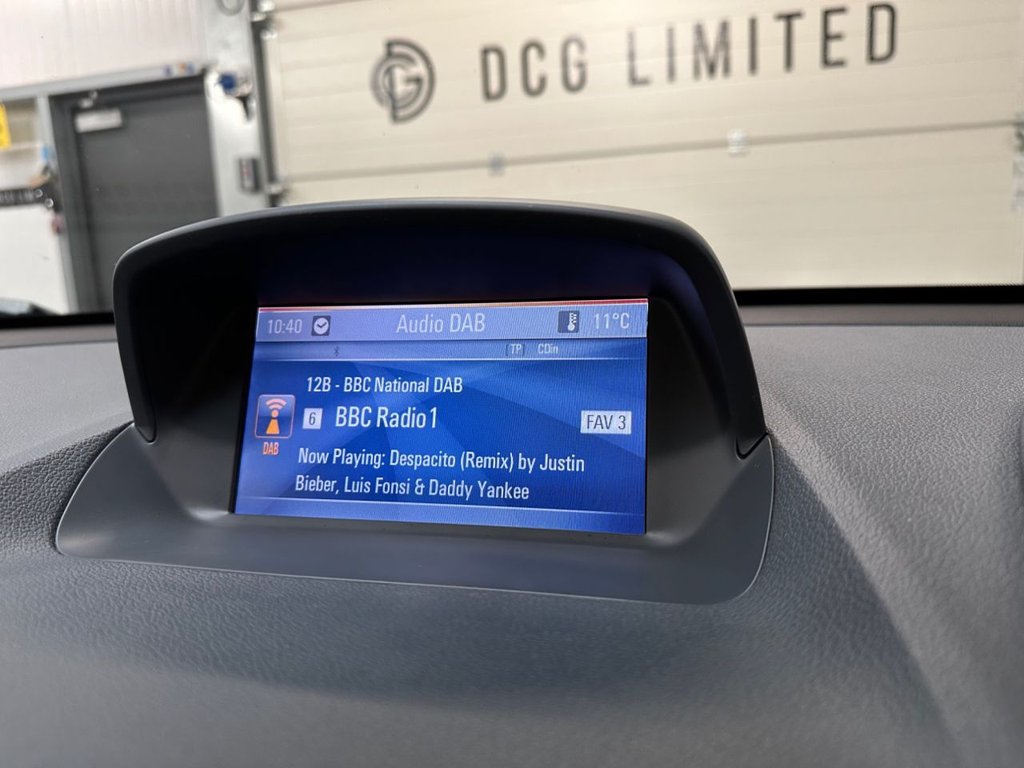 DCG LIMITED
10:40 Audio DAB 11°C
[TP] CDin
12B - BBC National DAB
6 BBC Radio 1 FAV 3
DAB
Now Playing: Despacito (Remix) by Justin
Bieber, Luis Fonsi & Daddy Yankee